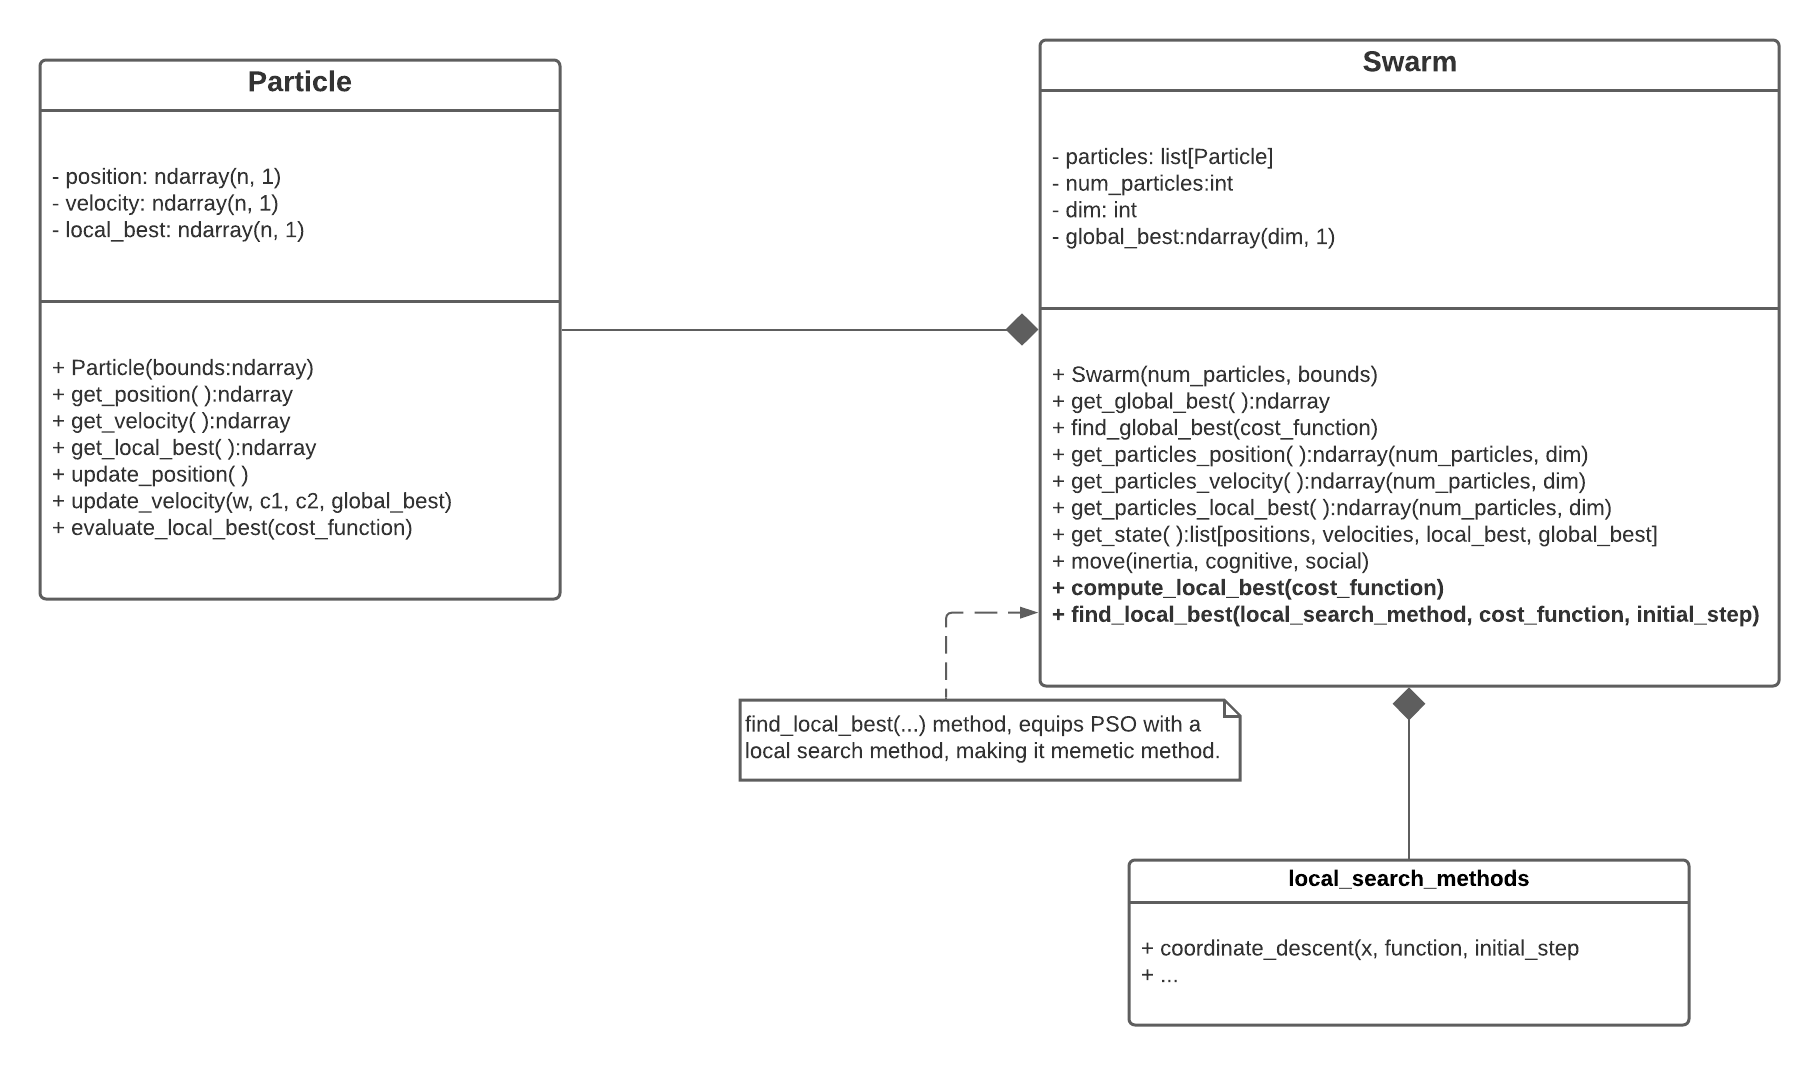 Particle
- position: ndarray(n, 1)
- velocity: ndarray(n, 1)
- local_best: ndarray(n, 1)
+ Particle(bounds:ndarray)
+ get_position( ):ndarray
+ get_velocity( ):ndarray
+ get_local_best( ):ndarray
+ update_position( )
+ update_velocity(w, c1, c2, global_best)
+ evaluate_local_best(cost_function)
Swarm
- particles: list[Particle]
- num_particles:int
- dim: int
- global_best:ndarray(dim, 1)
+ Swarm(num_particles, bounds)
+ get_global_best( ):ndarray
+ find_global_best(cost_function)
+ get_particles_position( ):ndarray(num_particles, dim)
+ get_particles_velocity( ):ndarray(num_particles, dim)
+ get_particles_local_best( ):ndarray(num_particles, dim)
+ get_state( ):list[positions, velocities, local_best, global_best]
+ move(inertia, cognitive, social)
+ compute_local_best(cost_function)
+ find_local_best(local_search_method, cost_function, initial_step)
find_local_best(...) method, equips PSO with a
local search method, making it memetic method.
local_search_methods
+ coordinate_descent(x, function, initial_step
+ ...